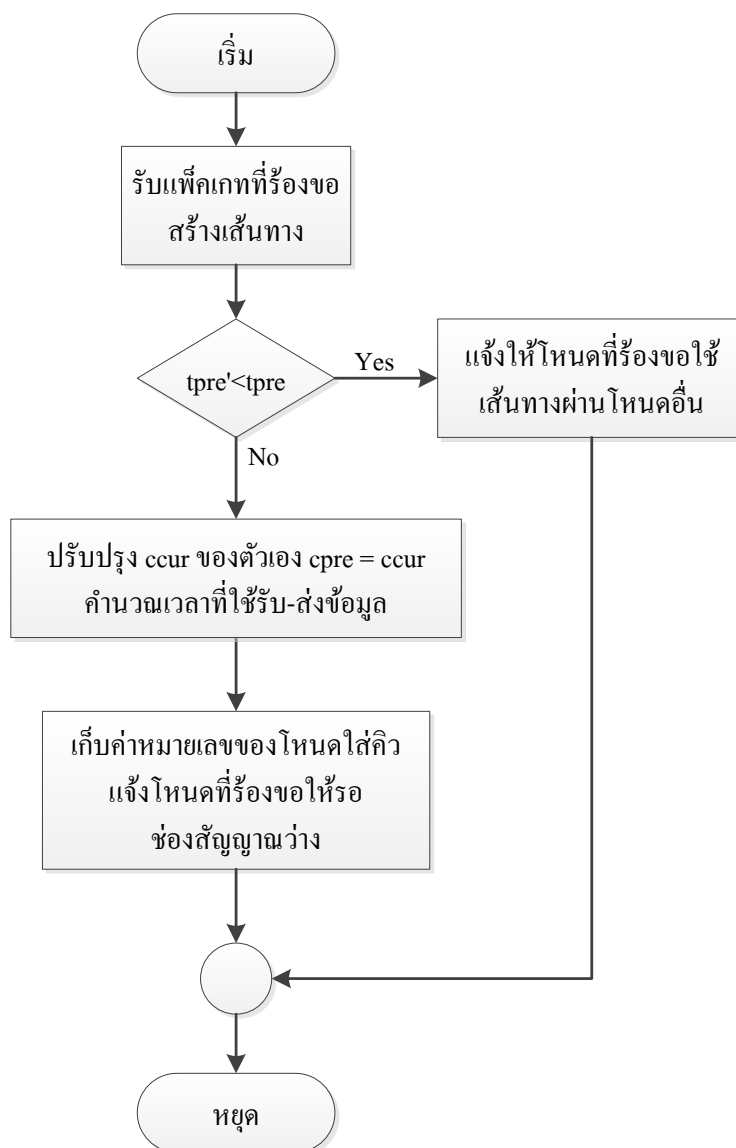 เริ่ม
รับแพ็คเกทที่ร้องขอ
สร้างเส้นทาง
tpre'<tpre
Yes
แจ้งให้โหนดที่ร้องขอใช้
เส้นทางผ่านโหนดอื่น
No
ปรับปรุง ccur ของตัวเอง cpre = ccur
คำนวณเวลาที่ใช้รับ-ส่งข้อมูล
เก็บค่าหมายเลขของโหนดใส่คิว
แจ้งโหนดที่ร้องขอให้รอ
ช่องสัญญาณว่าง
หยุด